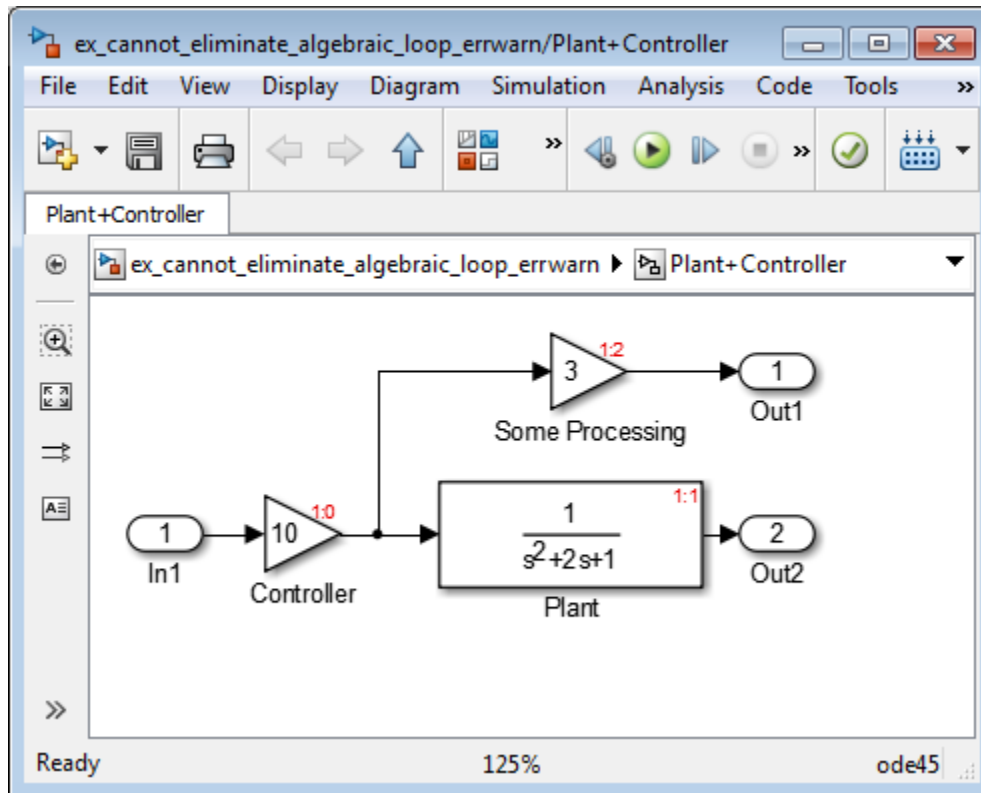 ex_cannot_eliminate_algebraic_loop_errwarn/Plant+Controller
File Edit View Display Diagram Simulation Analysis Code Tools »
Plant+Controller
ex_cannot_eliminate_algebraic_loop_errwarn Plant+Controller
3
1:2
Some Processing
1
Out1
1
In1
10
1:0
Controller
1:1
1
s²+2s+1
Plant
2
Out2
Ready 125% ode45